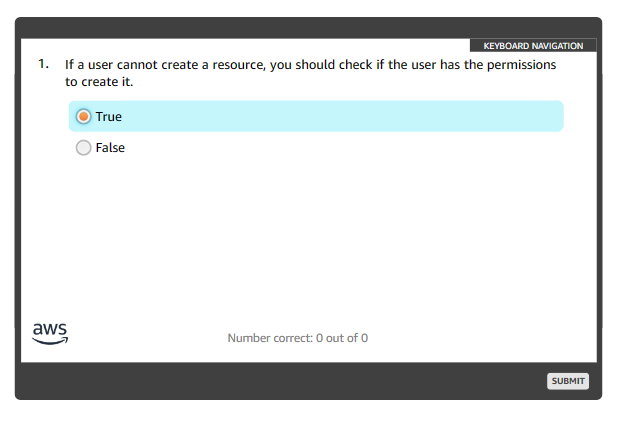 KEYBOARD NAVIGATION
1. If a user cannot create a resource, you should check if the user has the permissions
to create it.
True
False
aws
Number correct: 0 out of 0
SUBMIT